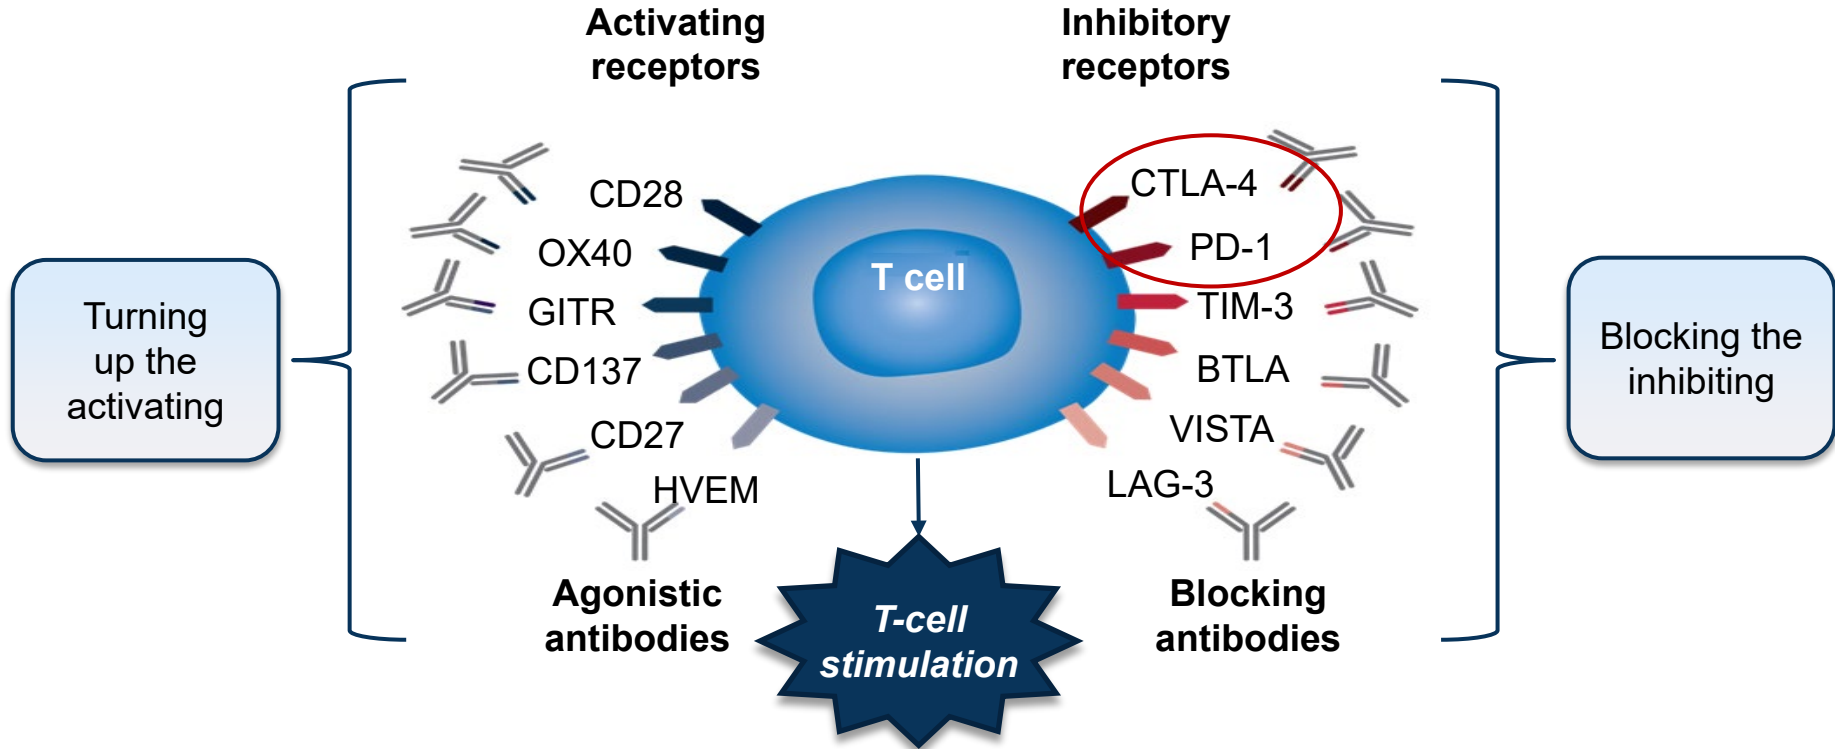 Activating
receptors
Inhibitory
receptors
CD28
OX40
GITR
CD137
CD27
HVEM
T cell
CTLA-4
PD-1
TIM-3
BTLA
VISTA
LAG-3
Turning
up the
activating
Blocking the
inhibiting
Agonistic
antibodies
T-cell
stimulation
Blocking
antibodies